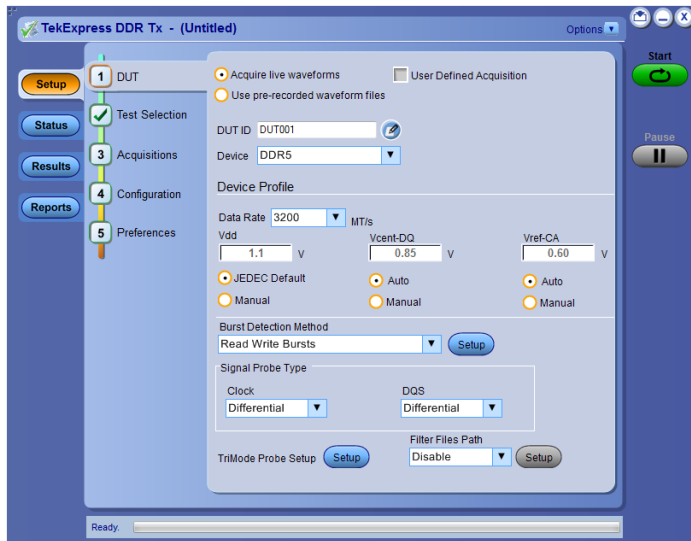 TekExpress DDR Tx - (Untitled)
Options
Start
Pause
Setup
Status
Results
Reports
1 DUT
Test Selection
3 Acquisitions
4 Configuration
5 Preferences
Acquire live waveforms
User Defined Acquisition
Use pre-recorded waveform files
DUT ID DUT001
Device DDR5
Device Profile
Data Rate 3200 MT/s
Vdd Vcent-DQ Vref-CA
1.1 V 0.85 V 0.60 V
JEDEC Default Auto Auto
Manual Manual Manual
Burst Detection Method
Read Write Bursts Setup
Signal Probe Type
Clock DQS
Differential Differential
Filter Files Path
TriMode Probe Setup Setup Disable Setup
Ready.